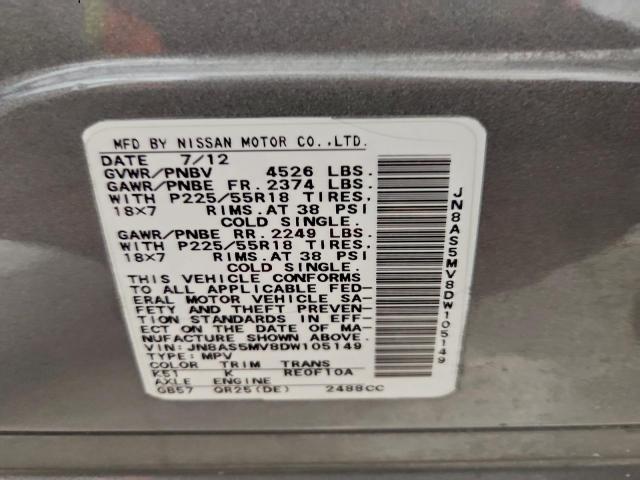 MFD BY NISSAN MOTOR CO.,LTD.
DATE 7/12
GVWR/PNBV 4526 LBS.
GAWR/PNBE FR. 2374 LBS.
WITH P225/55R18 TIRES.
18X7 RIMS.AT 38 PSI
COLD SINGLE.
GAWR/PNBE RR. 2249 LBS.
WITH P225/55R18 TIRES.
18X7 RIMS.AT 38 PSI
COLD SINGLE.
THIS VEHICLE CONFORMS
TO ALL APPLICABLE FED-
ERAL MOTOR VEHICLE SA-
FETY AND THEFT PREVEN-
TION STANDARDS IN EFF-
ECT ON THE DATE OF MA-
NUFACTURE SHOWN ABOVE.
VIN: JN8AS5MV8DW105149
TYPE: MPV
COLOR TRIM TRANS
K51 K RE0F10A
AXLE ENGINE
GB57 QR25(DE) 2488CC
JN8AS5MV8DW105149